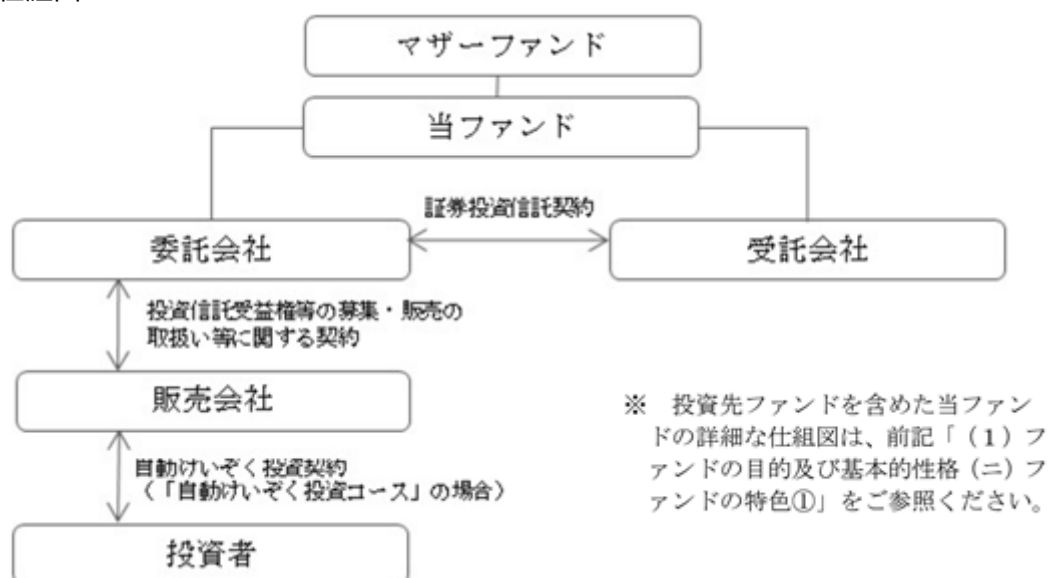 マザーファンド
当ファンド
証券投資信託契約
委託会社
受託会社
投資信託受益権等の募集・販売の
取扱い等に関する契約
販売会社
※ 投資先ファンドを含めた当ファン
ドの詳細な仕組図は、前記「（１）フ
ァンドの目的及び基本的性格（ニ）フ
ァンドの特色①」をご参照ください。
自動けいぞく投資契約
（「自動けいぞく投資コース」の場合）
投資者